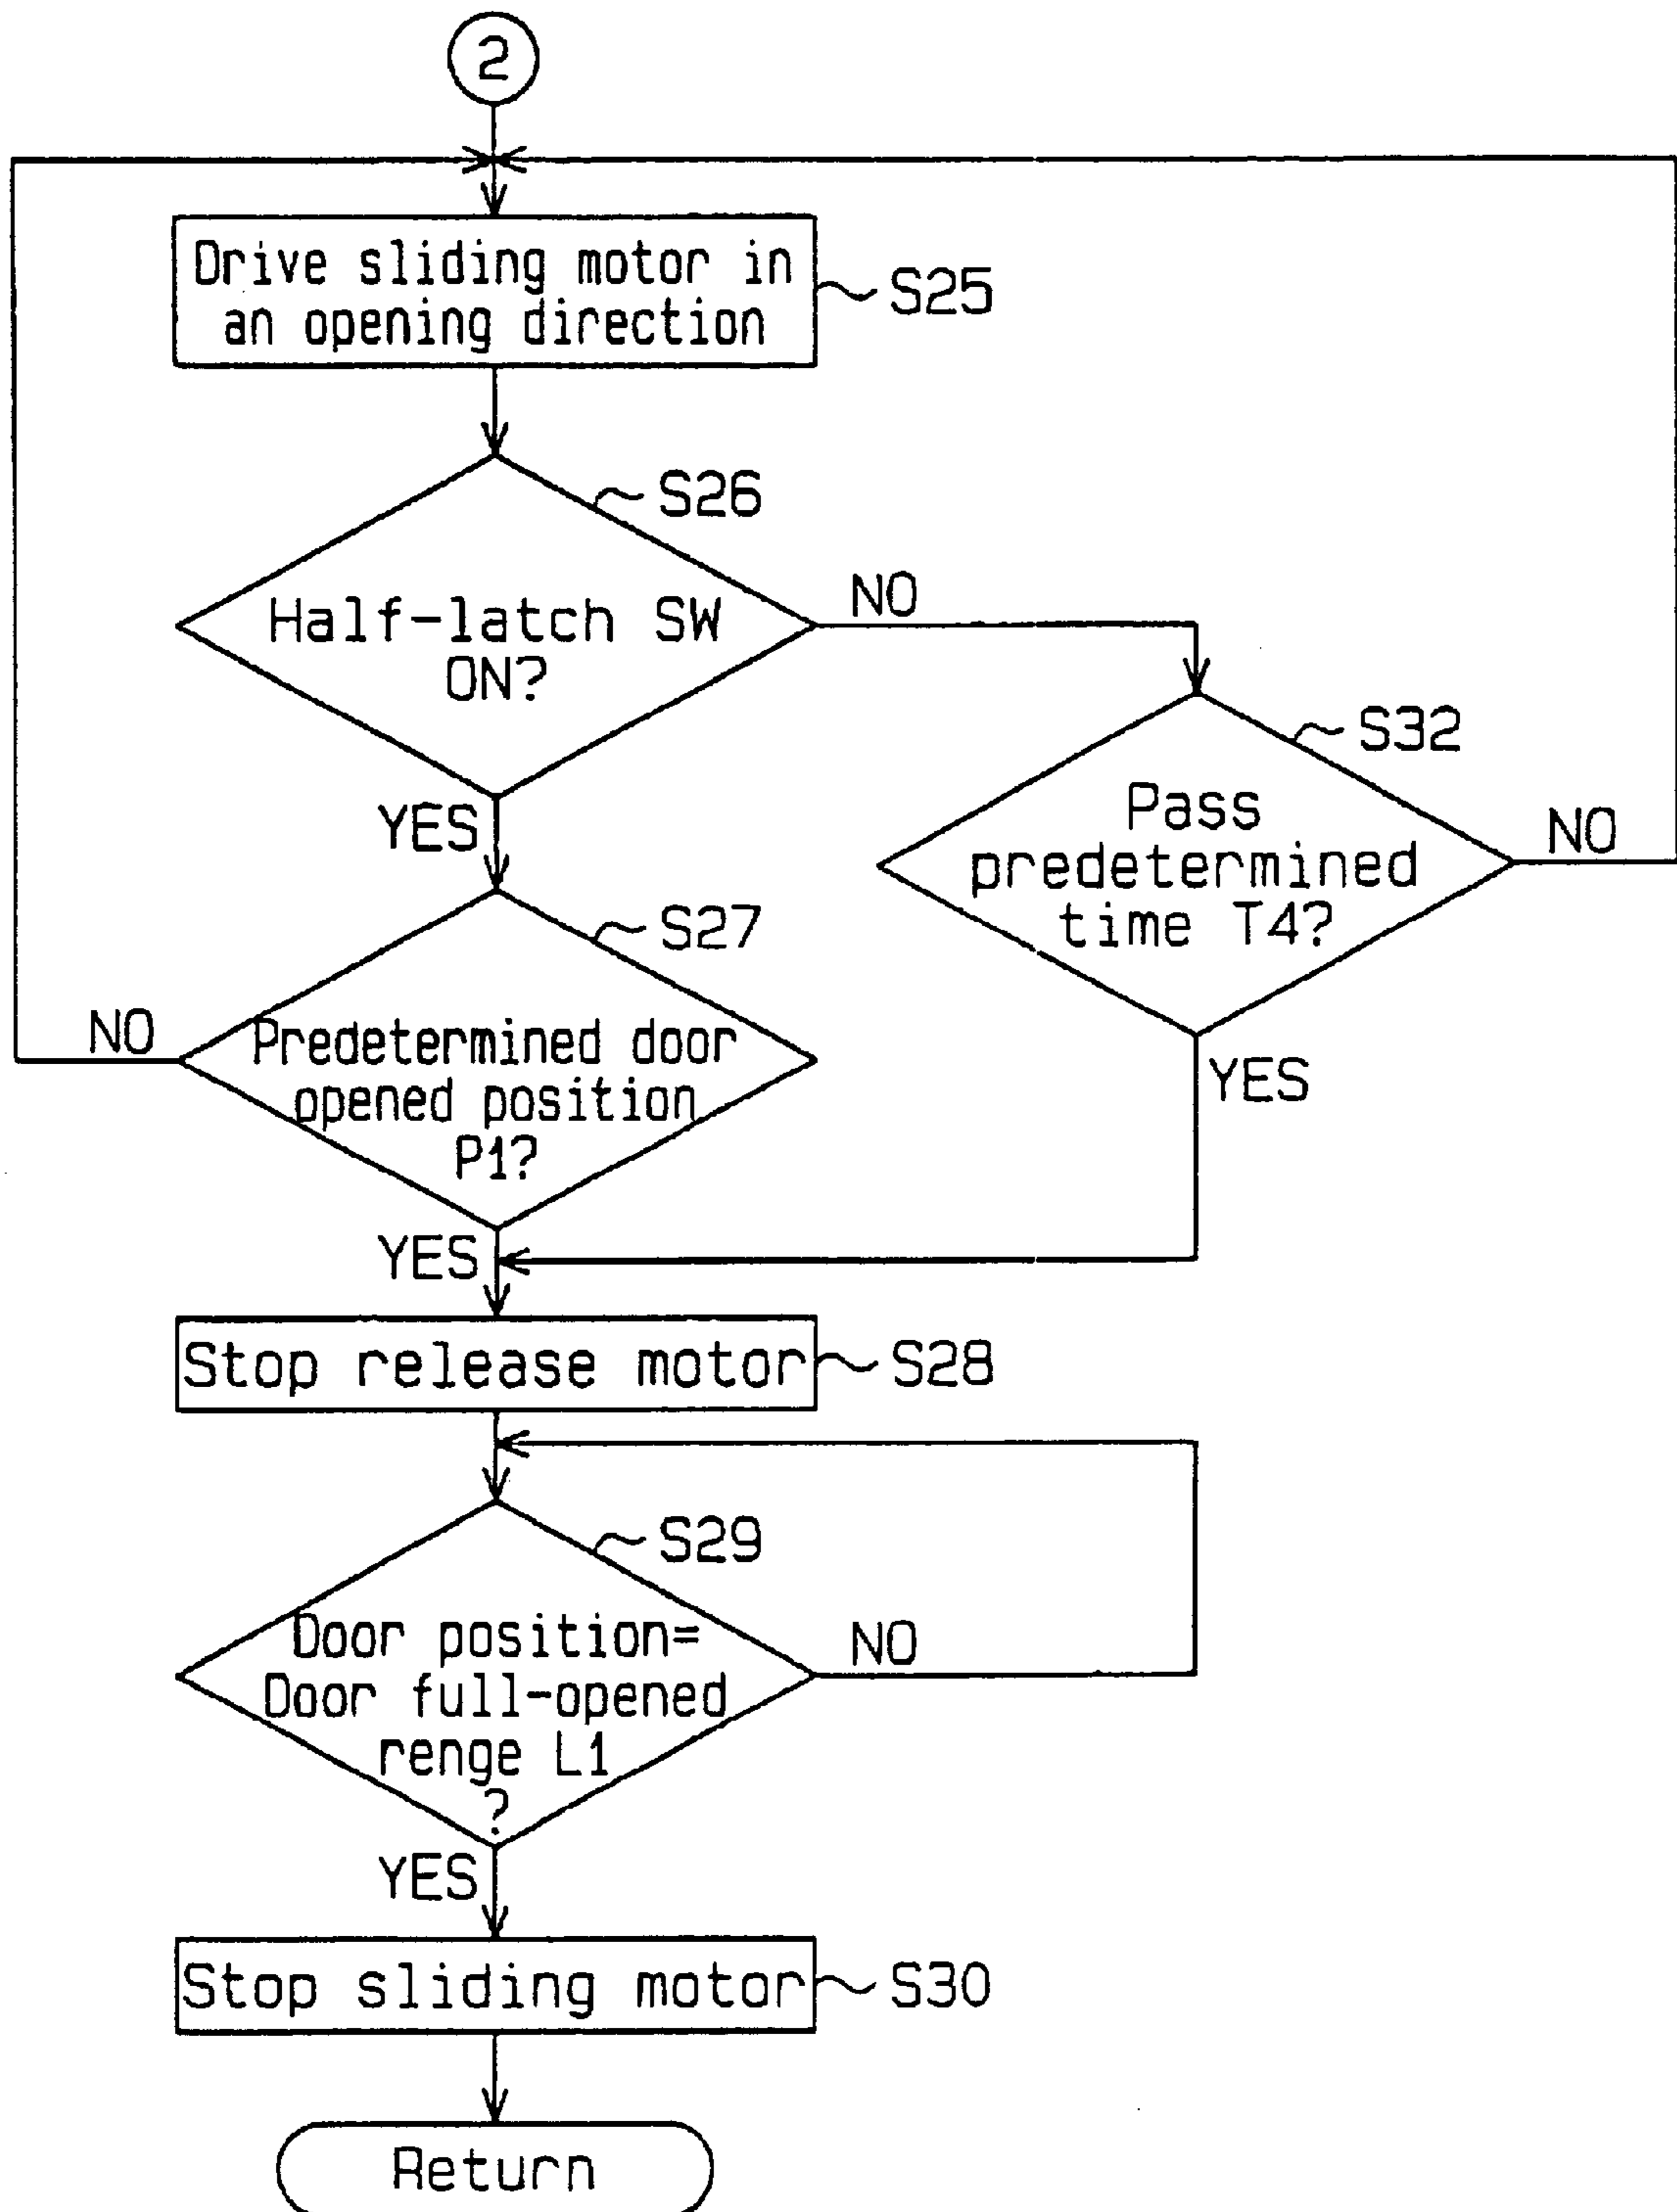 2
Drive sliding motor in
an opening direction
S25
S26
Half-latch SW
ON?
NO
YES
S32
Pass
predetermined
time T4?
NO
YES
S27
Predetermined door
opened position
P1?
NO
YES
Stop release motor
S28
S29
Door position=
Door full-opened
renge L1
?
NO
YES
Stop sliding motor
S30
Return